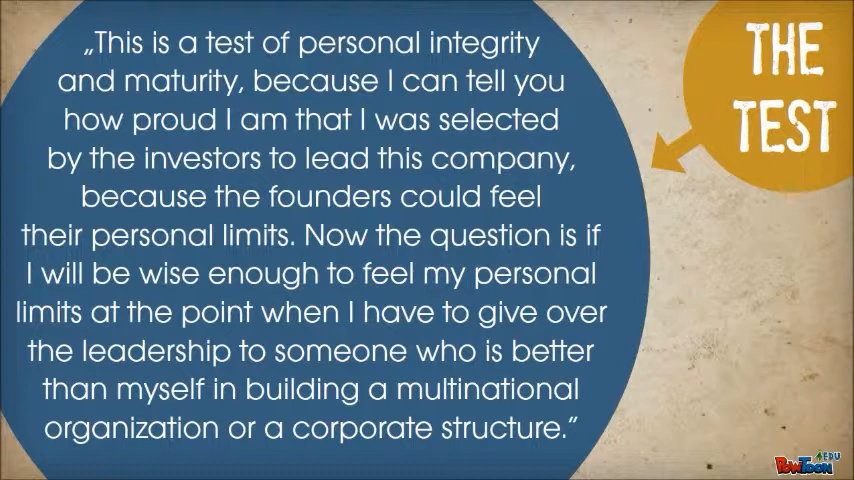 „This is a test of personal integrity
and maturity, because I can tell you
how proud I am that I was selected
by the investors to lead this company,
because the founders could feel
their personal limits. Now the question is if
I will be wise enough to feel my personal
limits at the point when I have to give over
the leadership to someone who is better
than myself in building a multinational
organization or a corporate structure.”
THE
TEST
4EDU
POWTOON